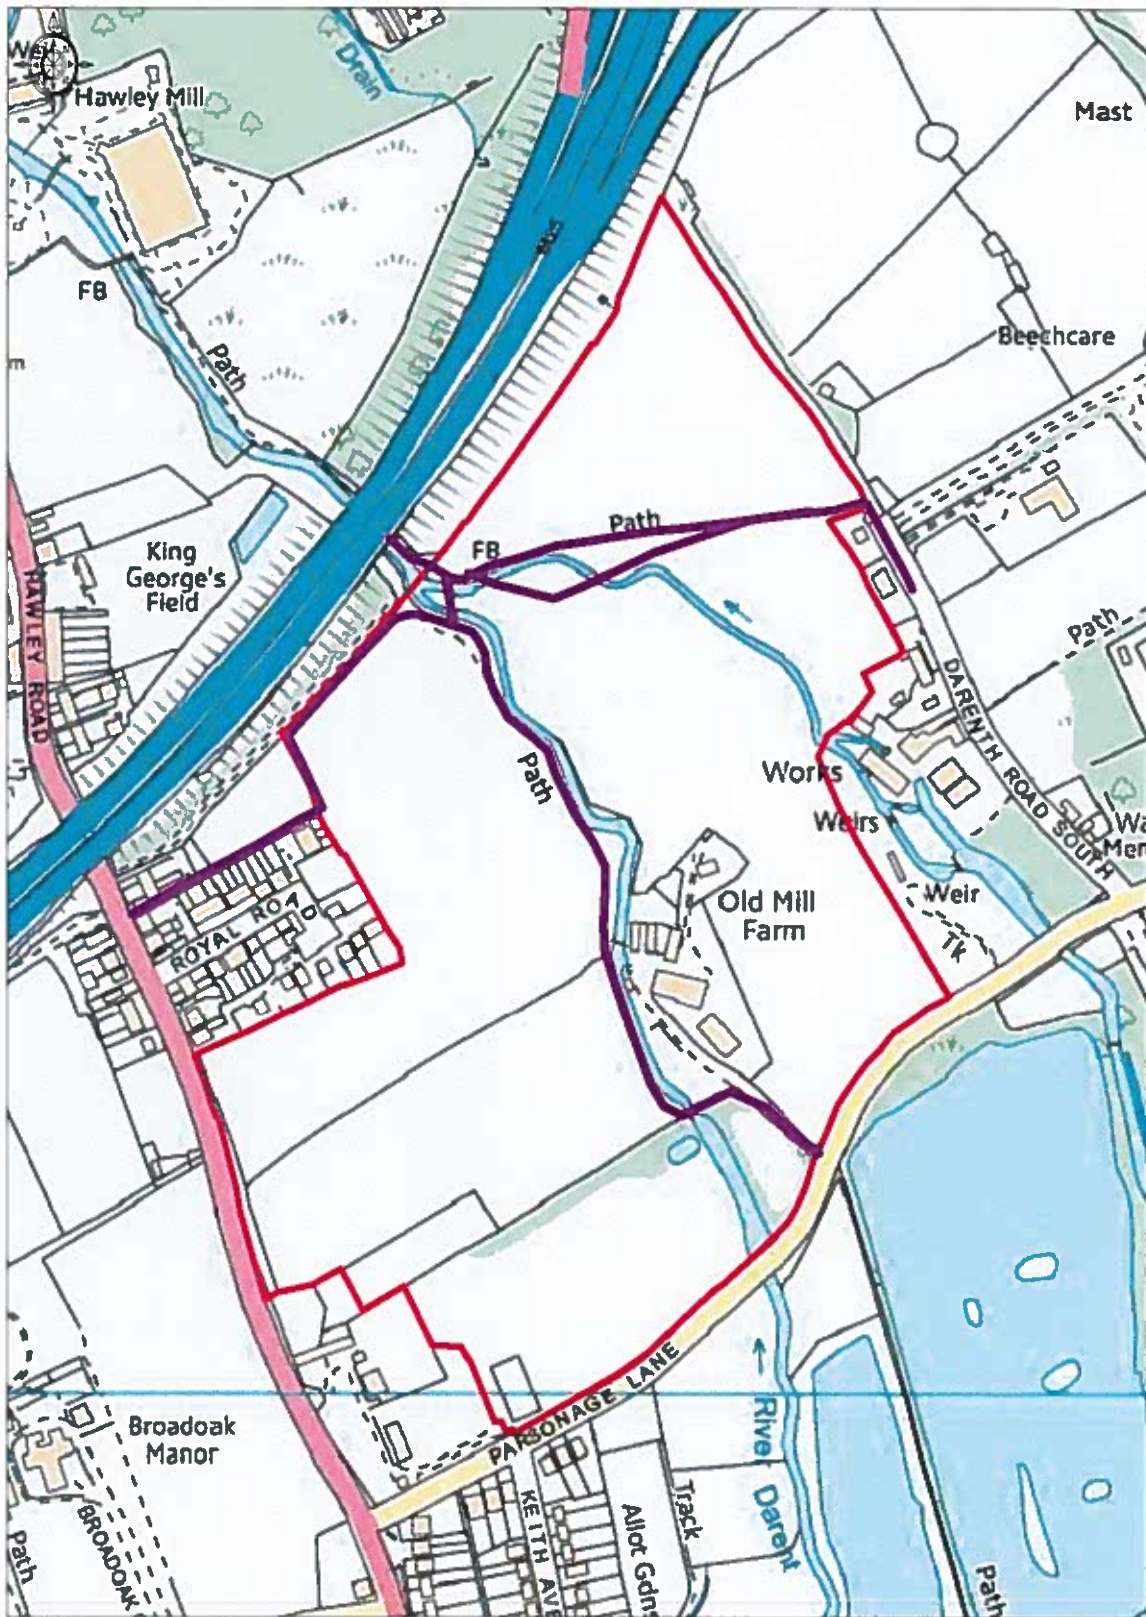 Drain
Hawley Mill
Mast
FB
Path
Beechcare
m
Path
FB
King
George's
Field
HAWLEY ROAD
Path
DARENTH ROAD SOUTH
Path
Works
Weirs
Weir
Tk
Old Mill
Farm
ROYAL ROAD
PARSONAGE LANE
Broadoak
Manor
BROADOAK
Path
KEITH AVE
Allot Gdns
Track
River Darent
Path